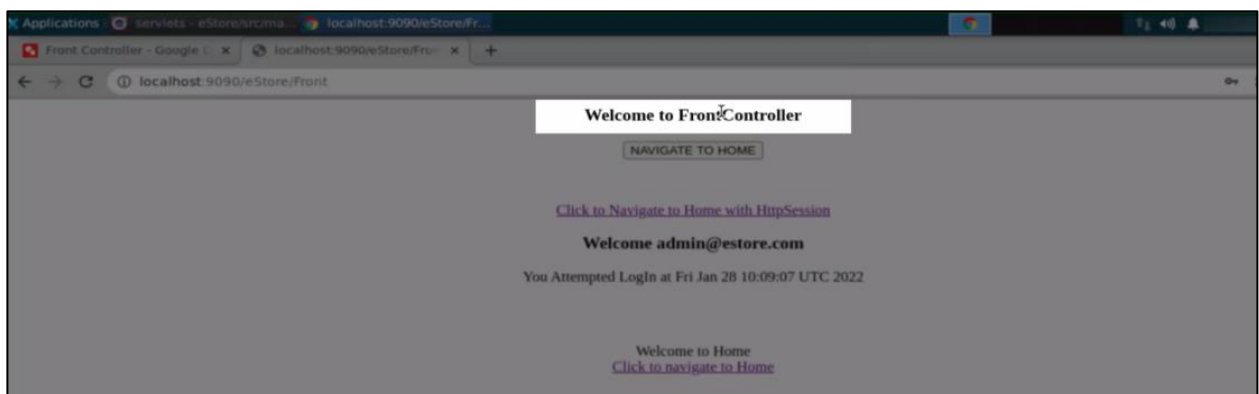 Applications servlets - eStore/src/ma... localhost:9090/eStore/Fr...
Front Controller - Google D localhost:9090/eStore/Fron
localhost:9090/eStore/Front
Welcome to FrontController
NAVIGATE TO HOME
Click to Navigate to Home with HttpSession
Welcome admin@estore.com
You Attempted LogIn at Fri Jan 28 10:09:07 UTC 2022
Welcome to Home
Click to navigate to Home